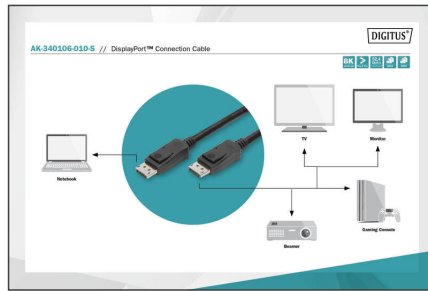 DIGITUS®
AK-340106-010-S // DisplayPort™ Connection Cable
8K
TV
Monitor
Notebook
Beamer
Gaming Console